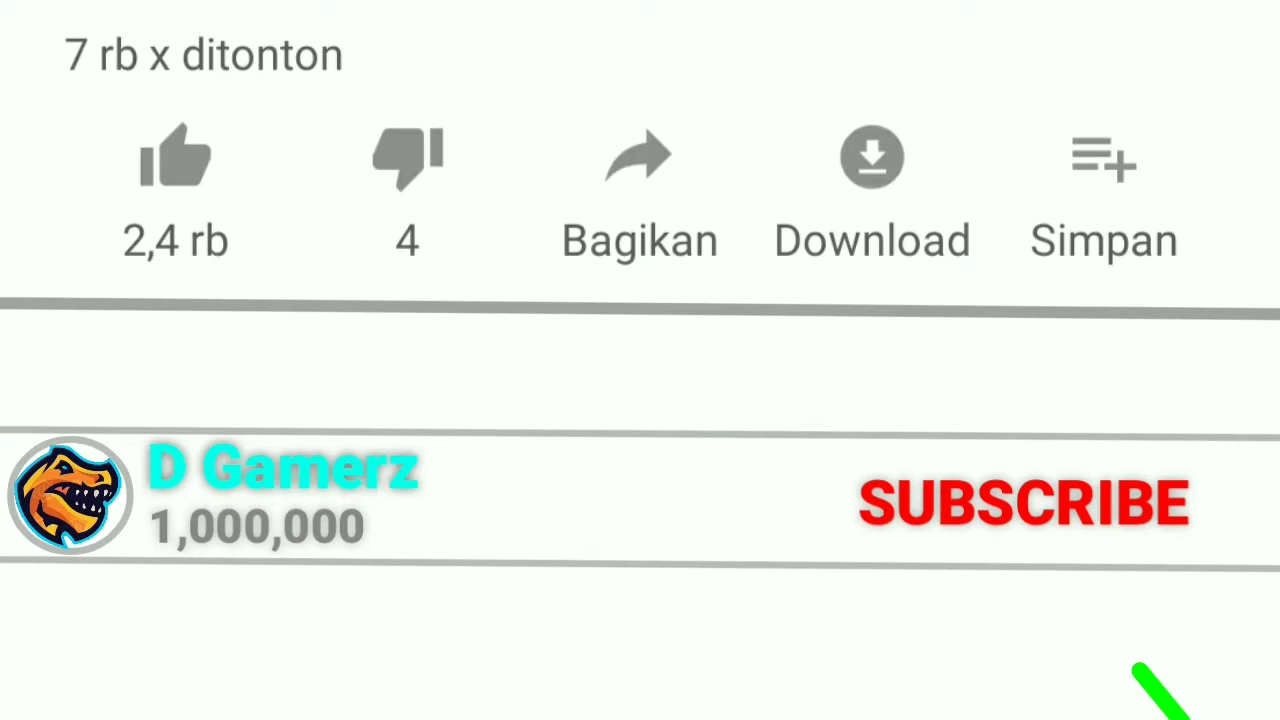 7 rb x ditonton
2,4 rb 4 Bagikan Download Simpan
D Gamerz
1,000,000
SUBSCRIBE